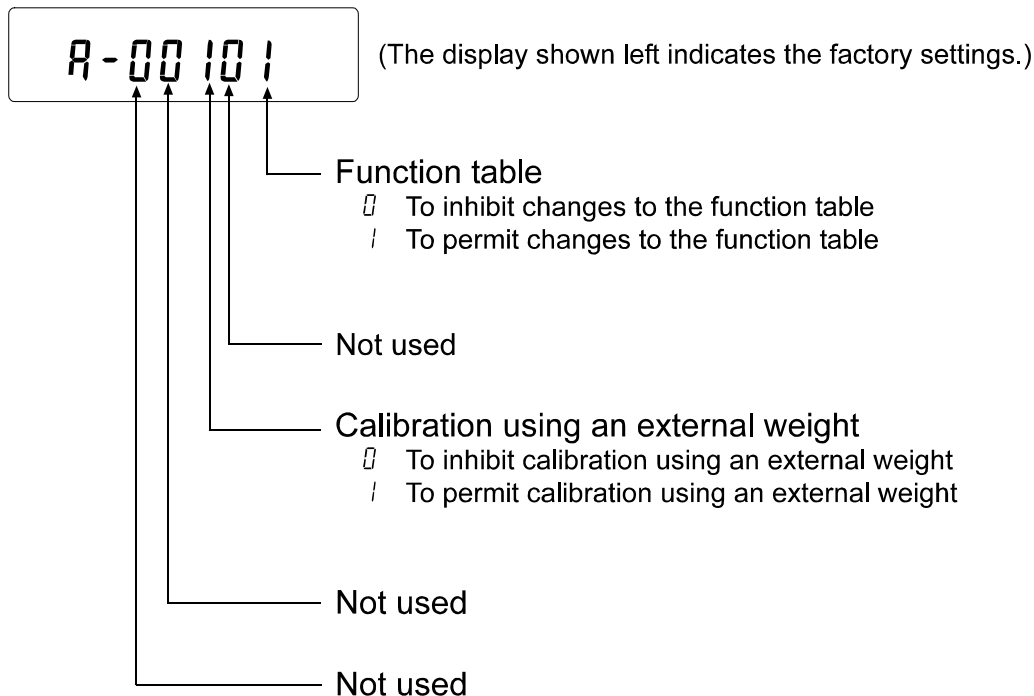 A-00101
(The display shown left indicates the factory settings.)
Function table
0 To inhibit changes to the function table
1 To permit changes to the function table
Not used
Calibration using an external weight
0 To inhibit calibration using an external weight
1 To permit calibration using an external weight
Not used
Not used